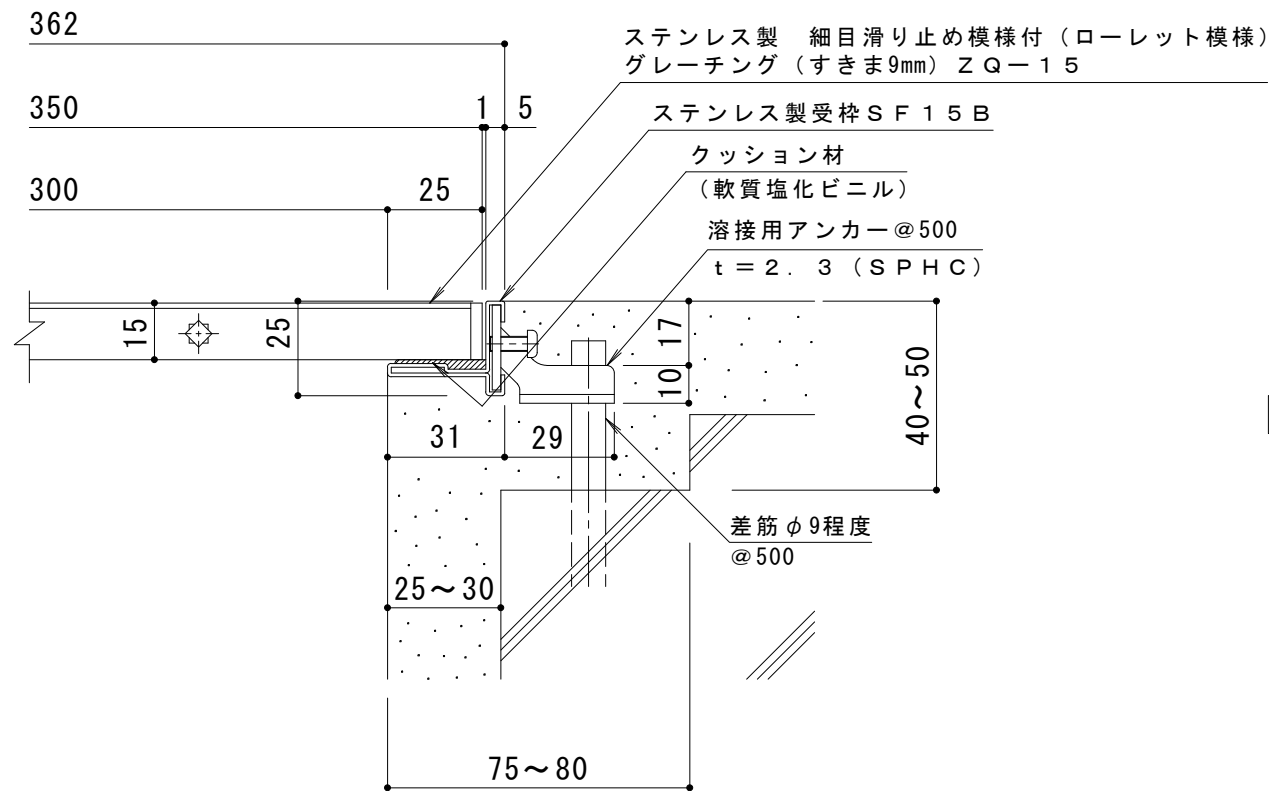 362
ステンレス製　細目滑り止め模様付（ローレット模様）
グレーチング（すきま9mm）ＺＱ－１５
350
1
5
ステンレス製受枠ＳＦ１５Ｂ
クッション材
（軟質塩化ビニル）
300
25
溶接用アンカー＠500
ｔ＝２．３（ＳＰＨＣ）
15
25
17
10
40～50
31
29
差筋φ9程度
＠500
25～30
75～80